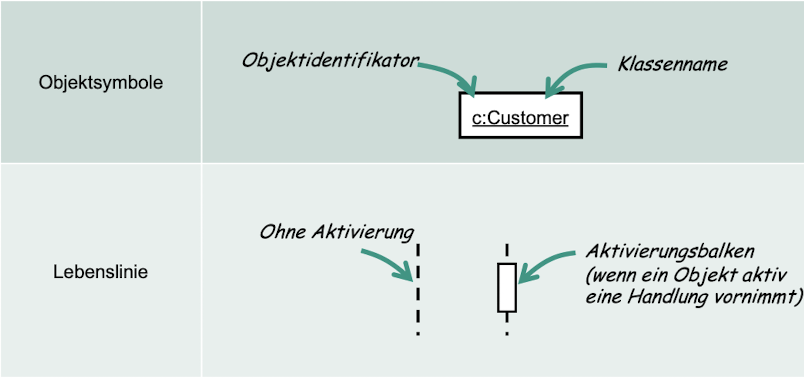 Objektsymbole
Objektidentifikator
Klassenname
c:Customer
Lebenslinie
Ohne Aktivierung
Aktivierungsbalken
(wenn ein Objekt aktiv
eine Handlung vornimmt)